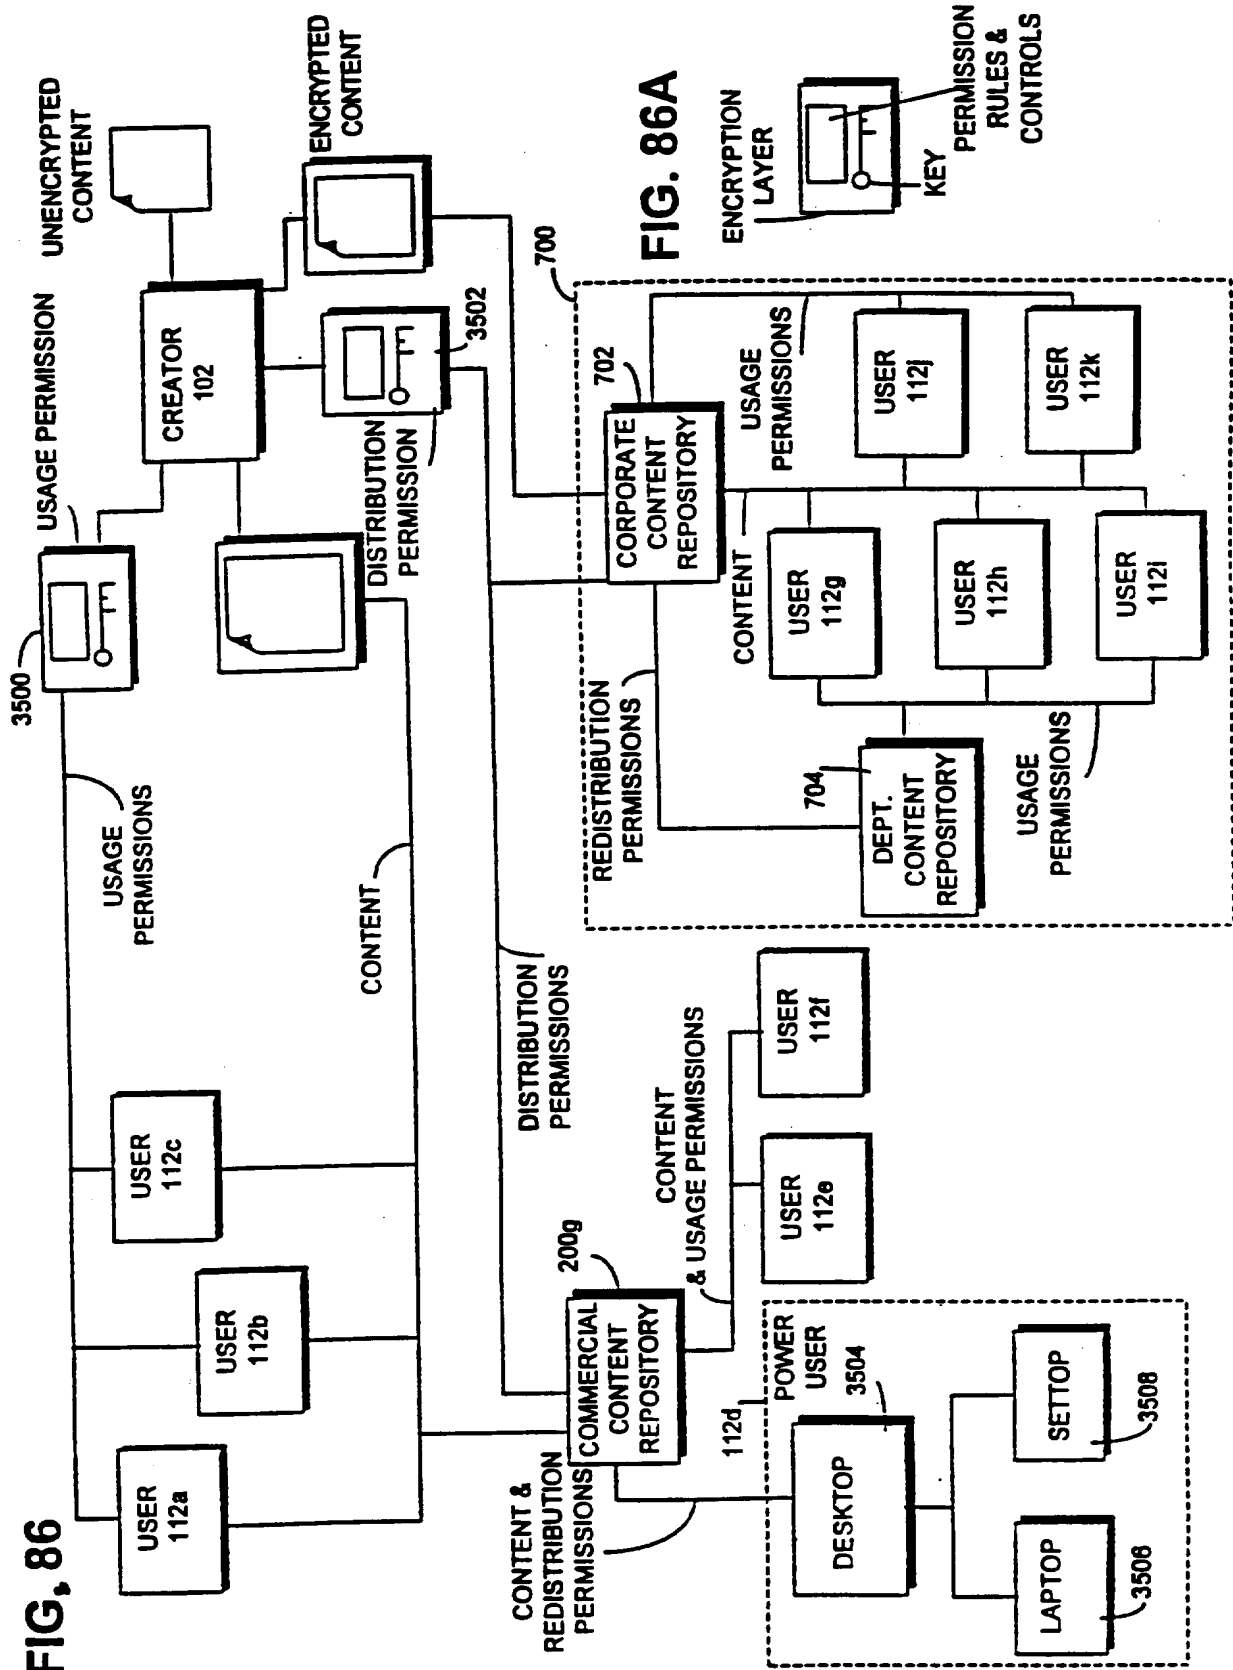 FIG. 86
USER
112a
USER
112b
USER
112c
USAGE
PERMISSIONS
3500
USAGE PERMISSION
UNENCRYPTED
CONTENT
CREATOR
102
ENCRYPTED
CONTENT
CONTENT
DISTRIBUTION
PERMISSION
3502
DISTRIBUTION
PERMISSIONS
CONTENT &
REDISTRIBUTION
PERMISSIONS
COMMERCIAL
CONTENT
REPOSITORY
200g
CONTENT
& USAGE PERMISSIONS
USER
112e
USER
112f
112d
POWER
USER
3504
DESKTOP
LAPTOP
3506
SETTOP
3508
700
CORPORATE
CONTENT
REPOSITORY
702
REDISTRIBUTION
PERMISSIONS
CONTENT
USAGE
PERMISSIONS
704
DEPT.
CONTENT
REPOSITORY
USER
112g
USER
112h
USER
112i
USER
112j
USER
112k
USAGE
PERMISSIONS
FIG. 86A
ENCRYPTION
LAYER
KEY
PERMISSION
RULES &
CONTROLS